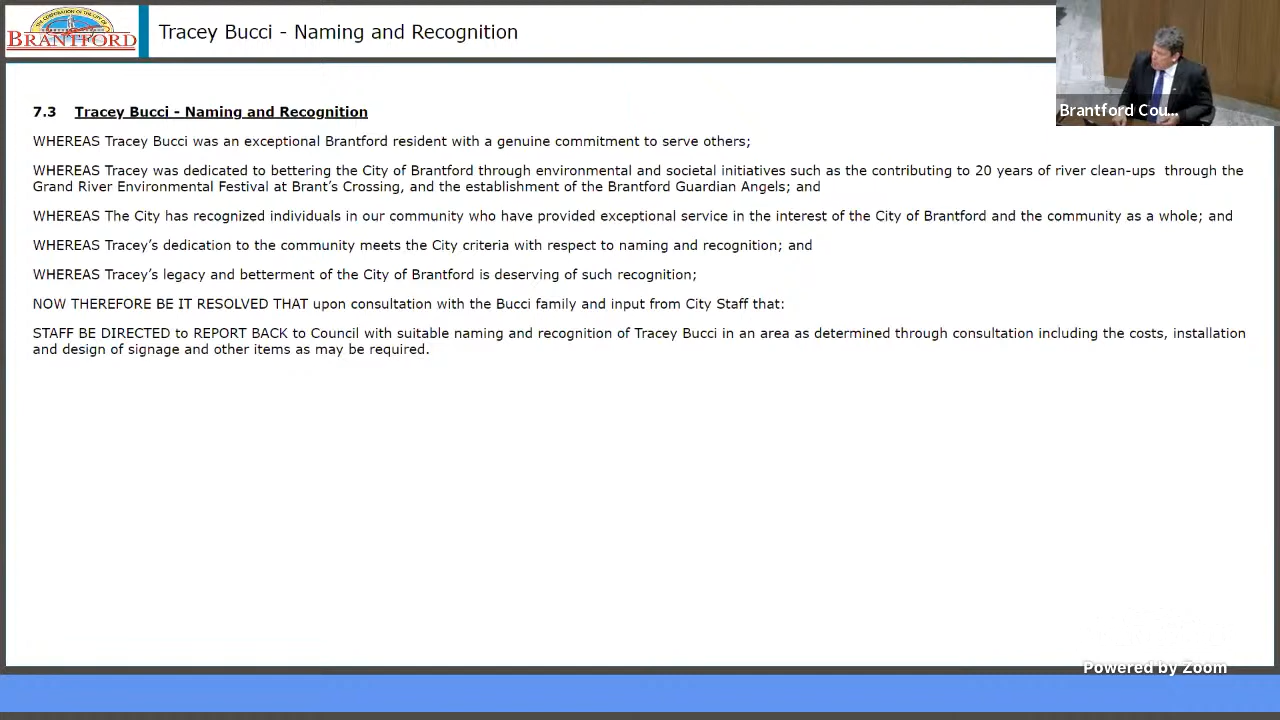 THE CORPORATION OF THE CITY OF
BRANTFORD
Tracey Bucci - Naming and Recognition
Brantford Cou...
7.3 Tracey Bucci - Naming and Recognition
WHEREAS Tracey Bucci was an exceptional Brantford resident with a genuine commitment to serve others;
WHEREAS Tracey was dedicated to bettering the City of Brantford through environmental and societal initiatives such as the contributing to 20 years of river clean-ups through the
Grand River Environmental Festival at Brant's Crossing, and the establishment of the Brantford Guardian Angels; and
WHEREAS The City has recognized individuals in our community who have provided exceptional service in the interest of the City of Brantford and the community as a whole; and
WHEREAS Tracey's dedication to the community meets the City criteria with respect to naming and recognition; and
WHEREAS Tracey's legacy and betterment of the City of Brantford is deserving of such recognition;
NOW THEREFORE BE IT RESOLVED THAT upon consultation with the Bucci family and input from City Staff that:
STAFF BE DIRECTED to REPORT BACK to Council with suitable naming and recognition of Tracey Bucci in an area as determined through consultation including the costs, installation
and design of signage and other items as may be required.
Powered by Zoom